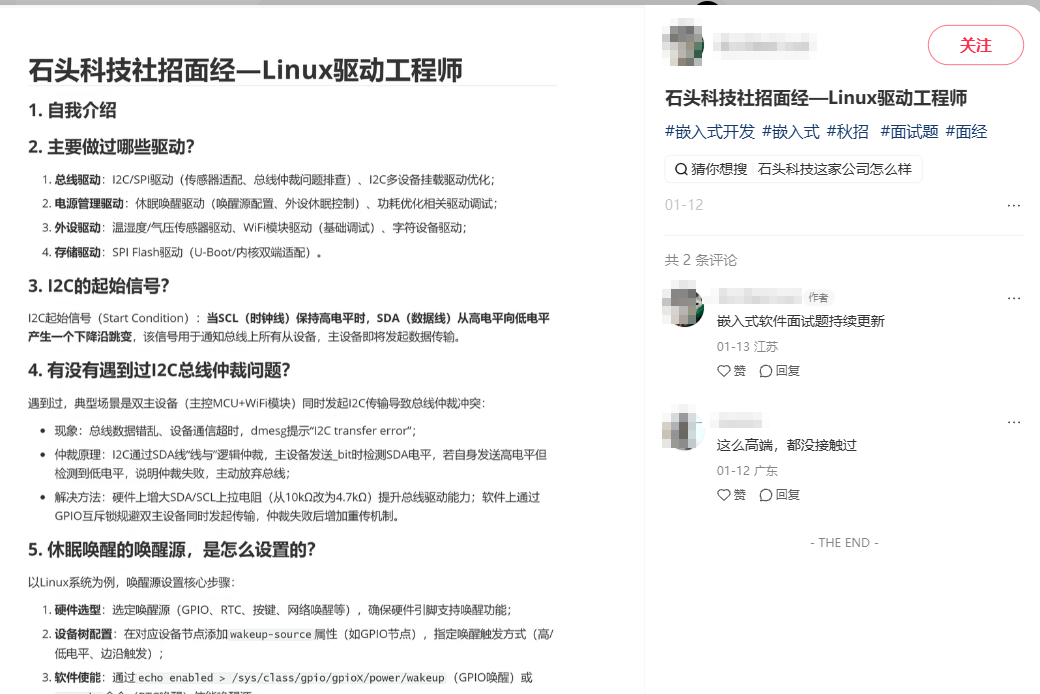 石头科技社招面经—Linux驱动工程师
1. 自我介绍
2. 主要做过哪些驱动?
1. 总线驱动：I2C/SPI驱动（传感器适配、总线仲裁问题排查）、I2C多设备挂载驱动优化；
2. 电源管理驱动：休眠唤醒驱动（唤醒源配置、外设休眠控制）、功耗优化相关驱动调试；
3. 外设驱动：温湿度/气压传感器驱动、WiFi模块驱动（基础调试）、字符设备驱动；
4. 存储驱动：SPI Flash驱动（U-Boot/内核双端适配）。
3. I2C的起始信号?
I2C起始信号（Start Condition）：当SCL（时钟线）保持高电平时，SDA（数据线）从高电平向低电平
产生一个下降沿跳变，该信号用于通知总线上所有从设备，主设备即将发起数据传输。
4. 有没有遇到过I2C总线仲裁问题?
遇到过，典型场景是双主设备（主控MCU+WiFi模块）同时发起I2C传输导致总线仲裁冲突：
• 现象：总线数据错乱、设备通信超时，dmesg提示“I2C transfer error”；
• 仲裁原理：I2C通过SDA线“线与”逻辑仲裁，主设备发送_bit时检测SDA电平，若自身发送高电平但
检测到低电平，说明仲裁失败，主动放弃总线；
• 解决方法：硬件上增大SDA/SCL上拉电阻（从10kΩ改为4.7kΩ）提升总线驱动能力；软件上通过
GPIO互斥锁规避双主设备同时发起传输，仲裁失败后增加重传机制。
5. 休眠唤醒的唤醒源，是怎么设置的?
以Linux系统为例，唤醒源设置核心步骤：
1. 硬件选型：选定唤醒源（GPIO、RTC、按键、网络唤醒等），确保硬件引脚支持唤醒功能；
2. 设备树配置：在对应设备节点添加 wakeup-source 属性（如GPIO节点），指定唤醒触发方式（高/
低电平、边沿触发）；
3. 软件使能：通过 echo enabled > /sys/class/gpio/gpioX/power/wakeup （GPIO唤醒）或
关注
石头科技社招面经—Linux驱动工程师
#嵌入式开发 #嵌入式 #秋招 #面试题 #面经
猜你想搜 石头科技这家公司怎么样
01-12
...
共 2 条评论
作者
...
嵌入式软件面试题持续更新
01-13 江苏
赞 回复
...
这么高端，都没接触过
01-12 广东
赞 回复
- THE END -